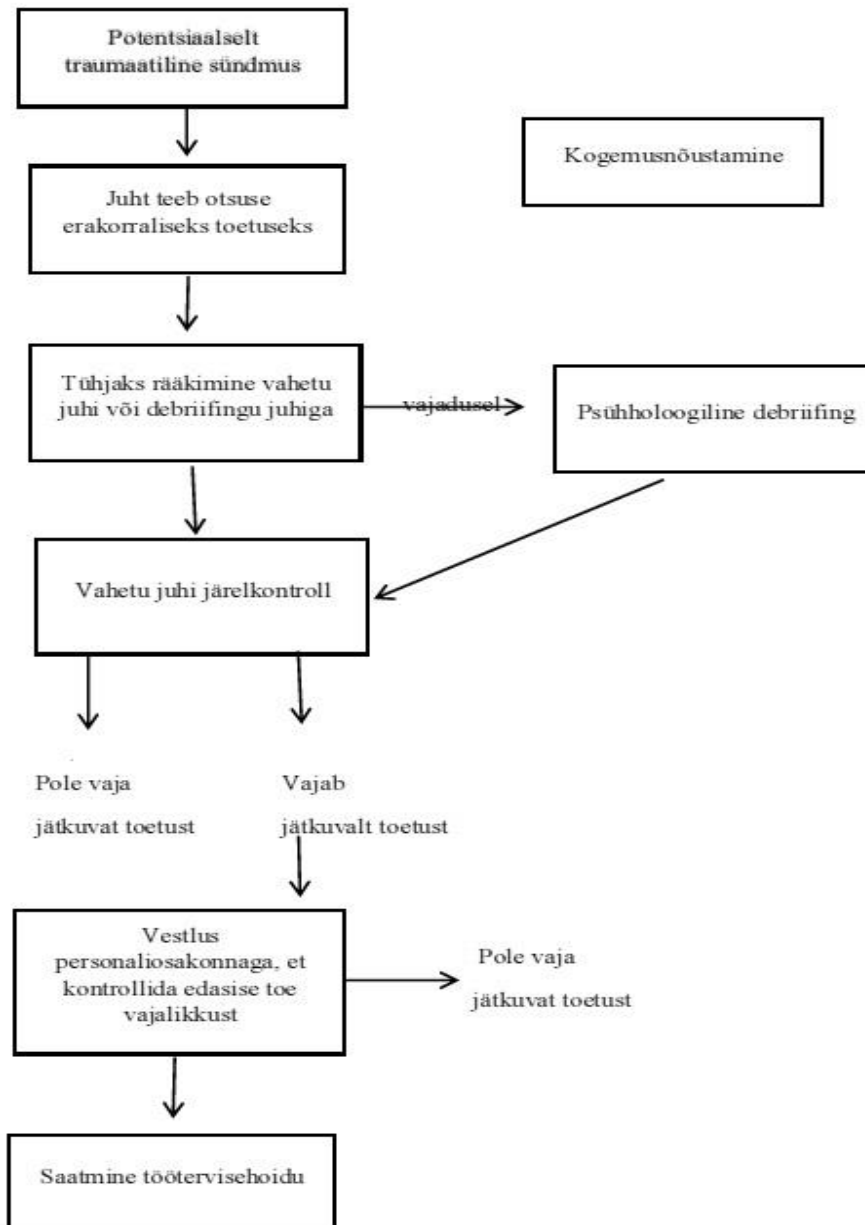 Potentsiaalselt
traumaatiline sündmus
Kogemusnõustamine
Juht teeb otsuse
erakorraliseks toetuseks
Tühjaks rääkimine vahetu
juhi või debriifingu juhiga
vajadusel
Psühholoogiline debriifing
Vahetu juhi järelkontroll
Pole vaja
jätkuvat toetust
Vajab
jätkuvalt toetust
Vestlus
personaliosakonnaga, et
kontrollida edasise toe
vajalikkust
Pole vaja
jätkuvat toetust
Saatmine töötervisehoidu